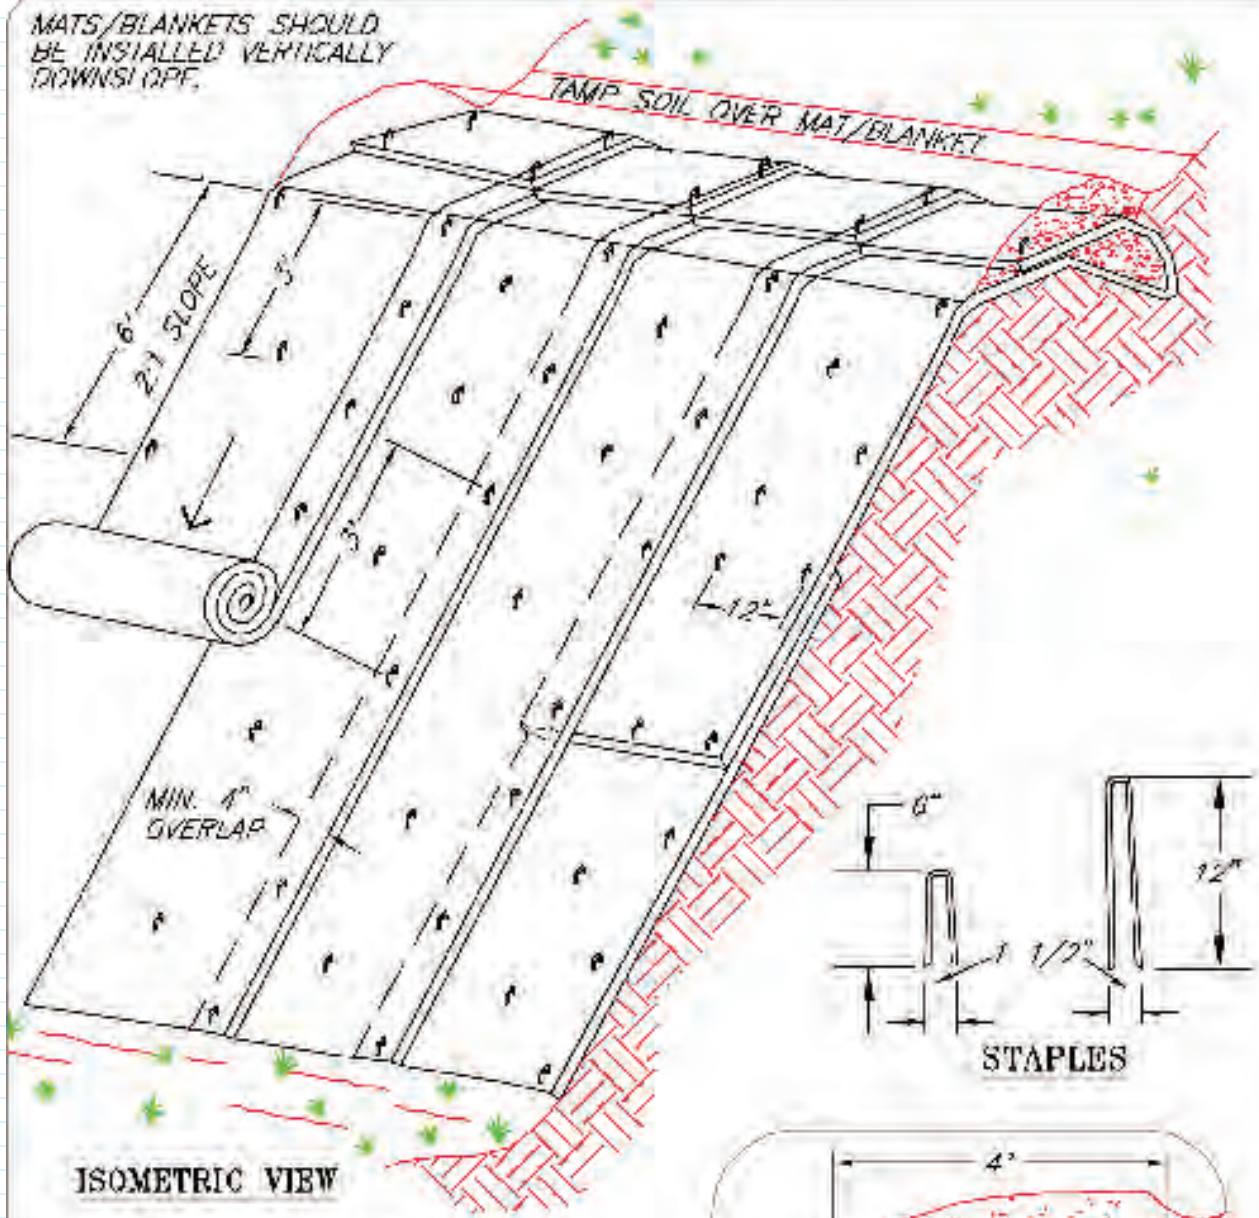 MATS/BLANKETS SHOULD
BE INSTALLED VERTICALLY
DOWNSLOPE.
TAMP SOIL OVER MAT/BLANKET
6'
2:1 SLOPE
3'
12"
MIN. 4"
OVERLAP
6"
12"
1 1/2"
STAPLES
4"
ISOMETRIC VIEW